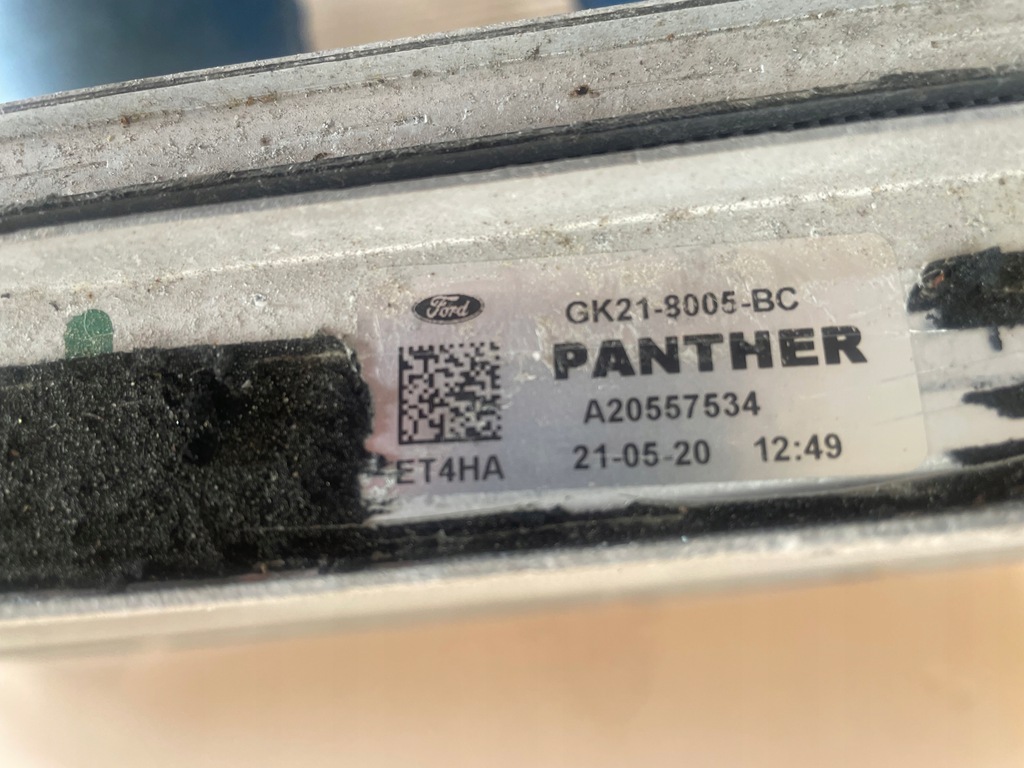 Ford
GK21-8005-BC
PANTHER
A20557534
ET4HA
21-05-20 12:49